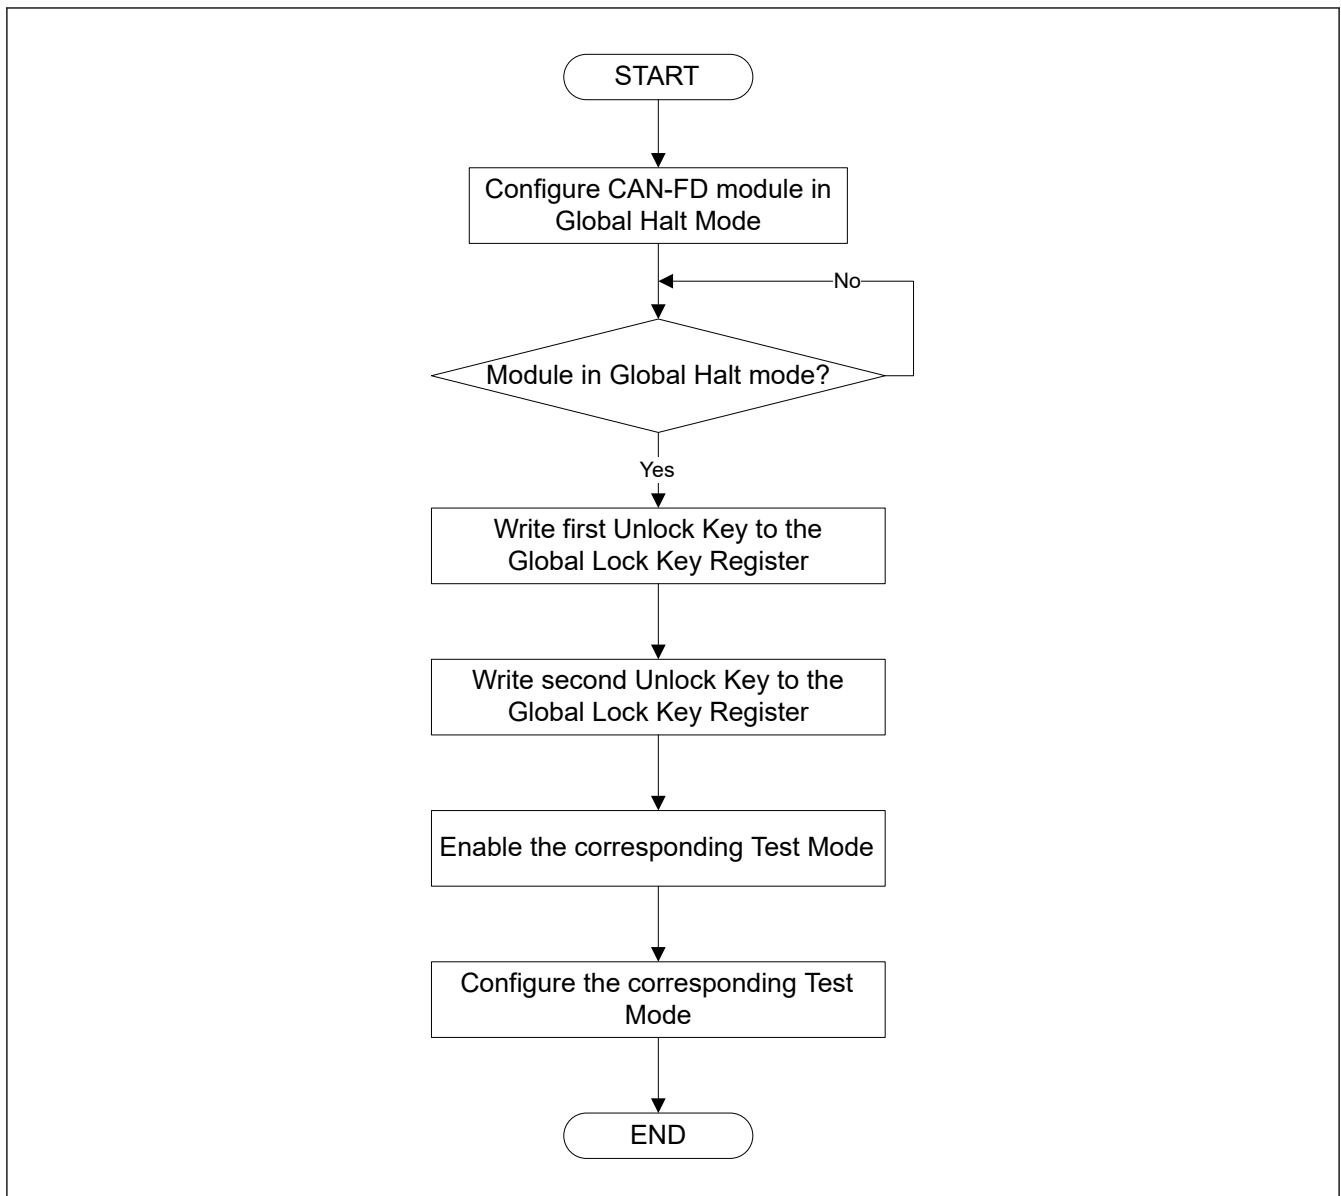 START
Configure CAN-FD module in
Global Halt Mode
No
Module in Global Halt mode?
Yes
Write first Unlock Key to the
Global Lock Key Register
Write second Unlock Key to the
Global Lock Key Register
Enable the corresponding Test Mode
Configure the corresponding Test
Mode
END